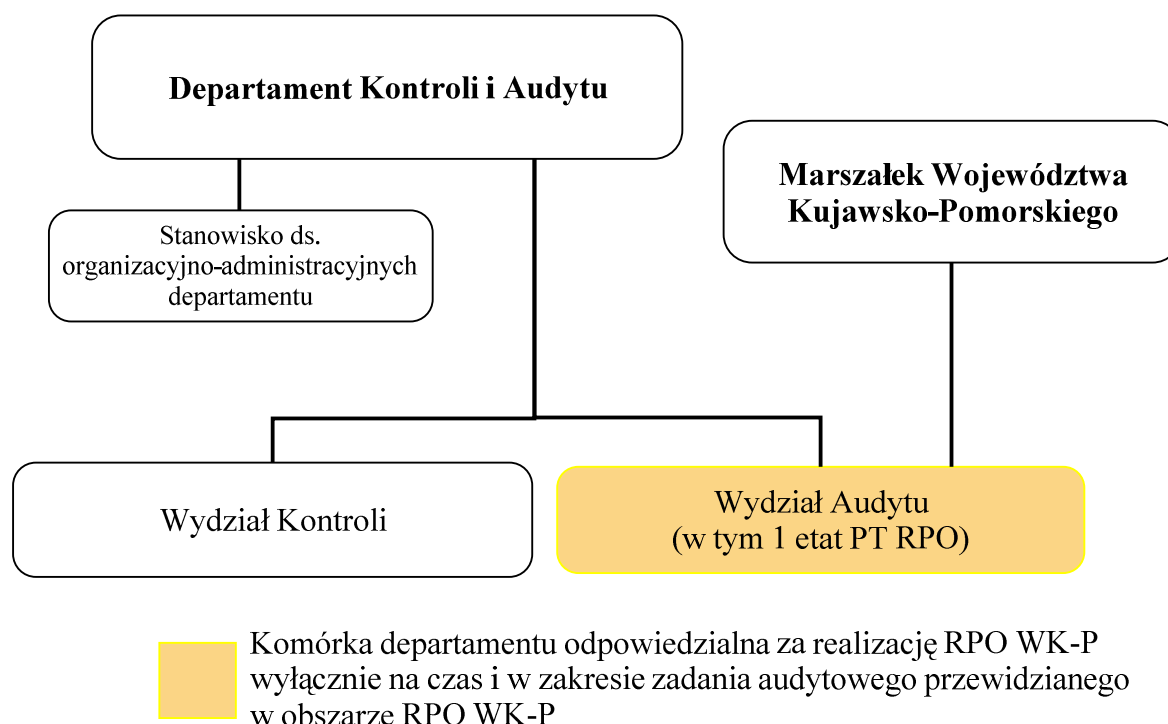 Departament Kontroli i Audytu
Marszałek Województwa
Kujawsko-Pomorskiego
Stanowisko ds.
organizacyjno-administracyjnych
departamentu
Wydział Kontroli
Wydział Audytu
(w tym 1 etat PT RPO)
Komórka departamentu odpowiedzialna za realizację RPO WK-P
wyłącznie na czas i w zakresie zadania audytowego przewidzianego
w obszarze RPO WK-P